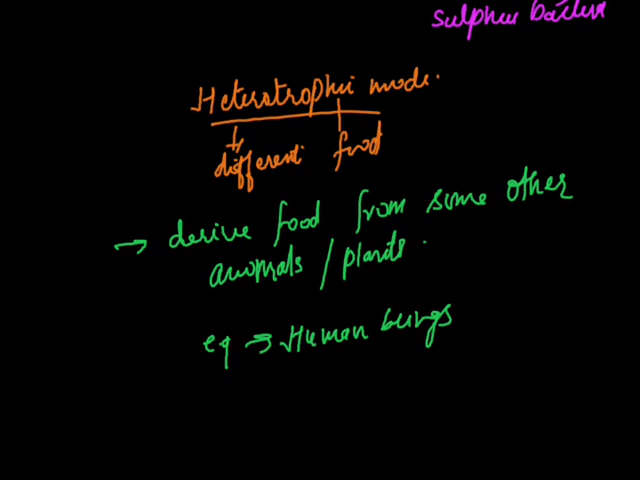 sulphur bacteria
Heterotrophic mode.
different food
→ derive food from some other
animals / plants.
eg → Human beings